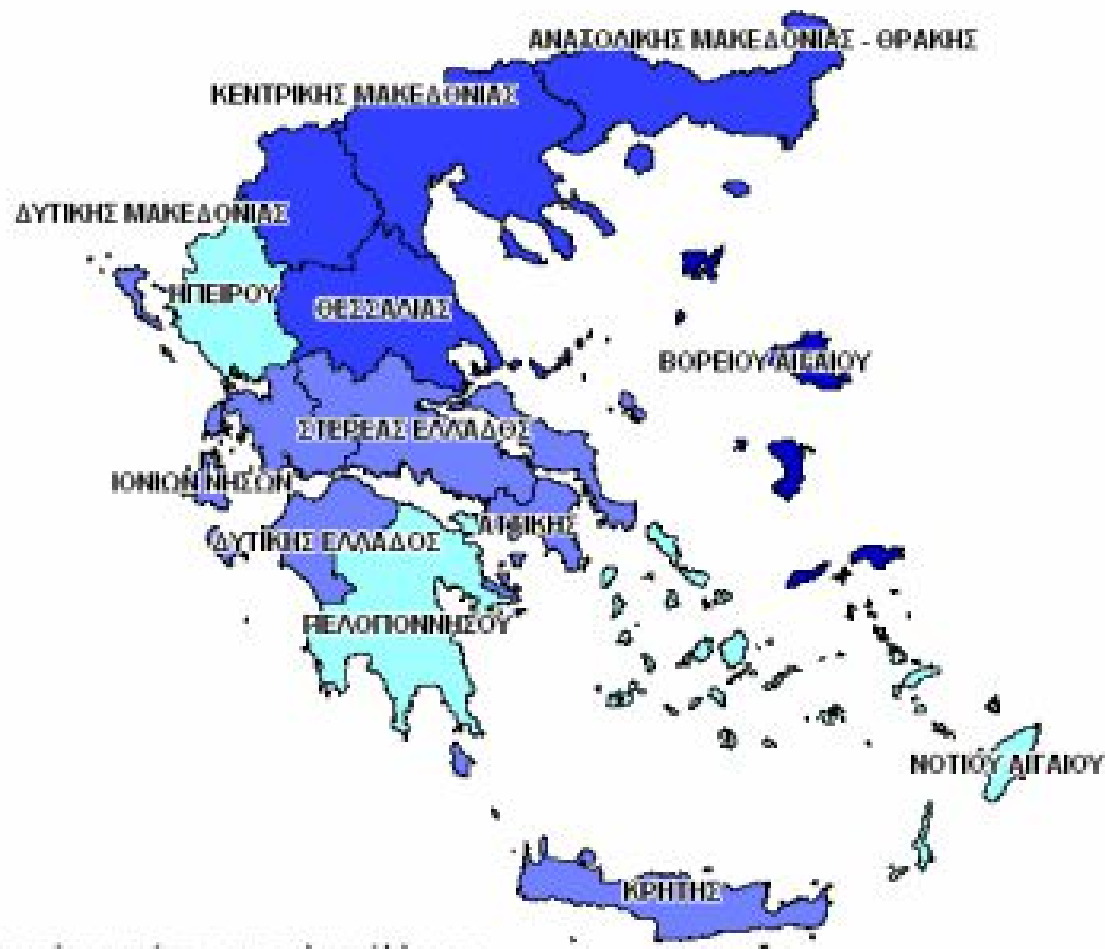 ΑΝΑΤΟΛΙΚΗΣ ΜΑΚΕΔΟΝΙΑΣ - ΘΡΑΚΗΣ
ΚΕΝΤΡΙΚΗΣ ΜΑΚΕΔΟΝΙΑΣ
ΔΥΤΙΚΗΣ ΜΑΚΕΔΟΝΙΑΣ
ΗΠΕΙΡΟΥ
ΘΕΣΣΑΛΙΑΣ
ΒΟΡΕΙΟΥ ΑΙΓΑΙΟΥ
ΣΤΕΡΕΑΣ ΕΛΛΑΔΟΣ
ΙΟΝΙΩΝ ΝΗΣΩΝ
ΑΤΤΙΚΗΣ
ΔΥΤΙΚΗΣ ΕΛΛΑΔΟΣ
ΠΕΛΟΠΟΝΝΗΣΟΥ
ΝΟΤΙΟΥ ΑΙΓΑΙΟΥ
ΚΡΗΤΗΣ